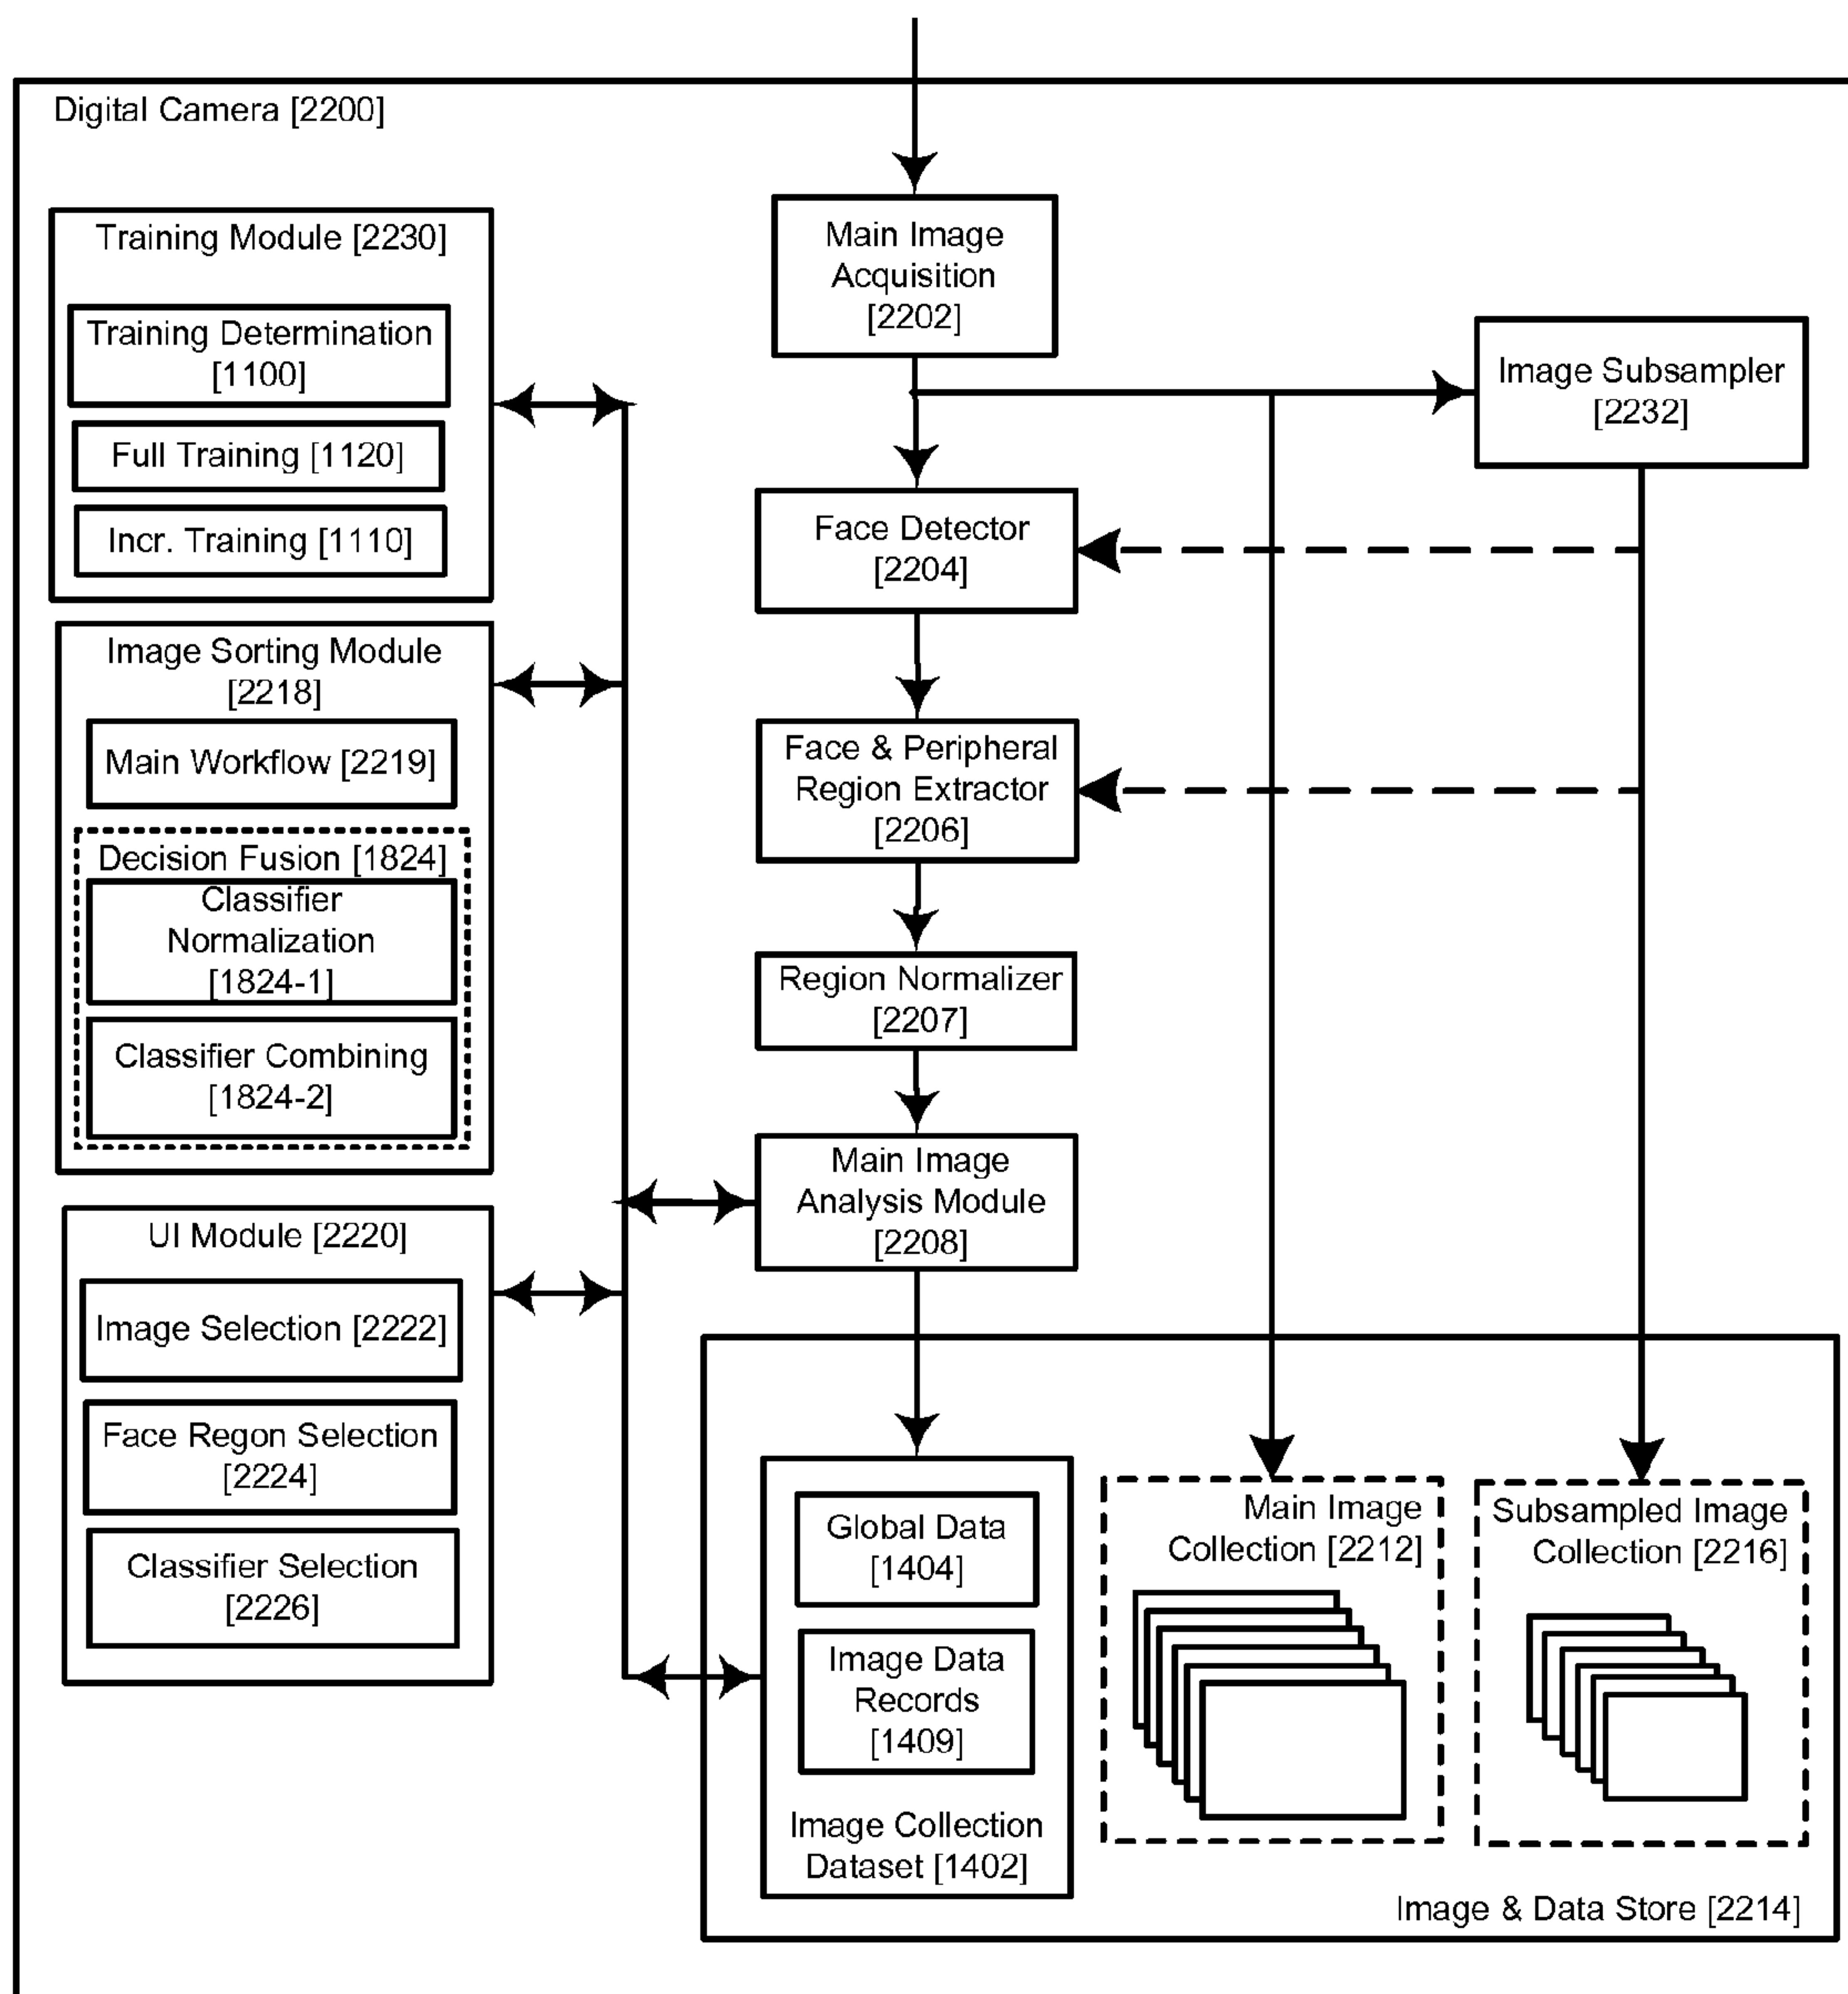 Digital Camera [2200]
Training Module [2230]
Training Determination
[1100]
Full Training [1120]
Incr. Training [1110]
Image Sorting Module
[2218]
Main Workflow [2219]
Decision Fusion [1824]
Classifier
Normalization
[1824-1]
Classifier Combining
[1824-2]
UI Module [2220]
Image Selection [2222]
Face Regon Selection
[2224]
Classifier Selection
[2226]
Main Image
Acquisition
[2202]
Image Subsampler
[2232]
Face Detector
[2204]
Face & Peripheral
Region Extractor
[2206]
Region Normalizer
[2207]
Main Image
Analysis Module
[2208]
Global Data
[1404]
Image Data
Records
[1409]
Image Collection
Dataset [1402]
Main Image
Collection [2212]
Subsampled Image
Collection [2216]
Image & Data Store [2214]